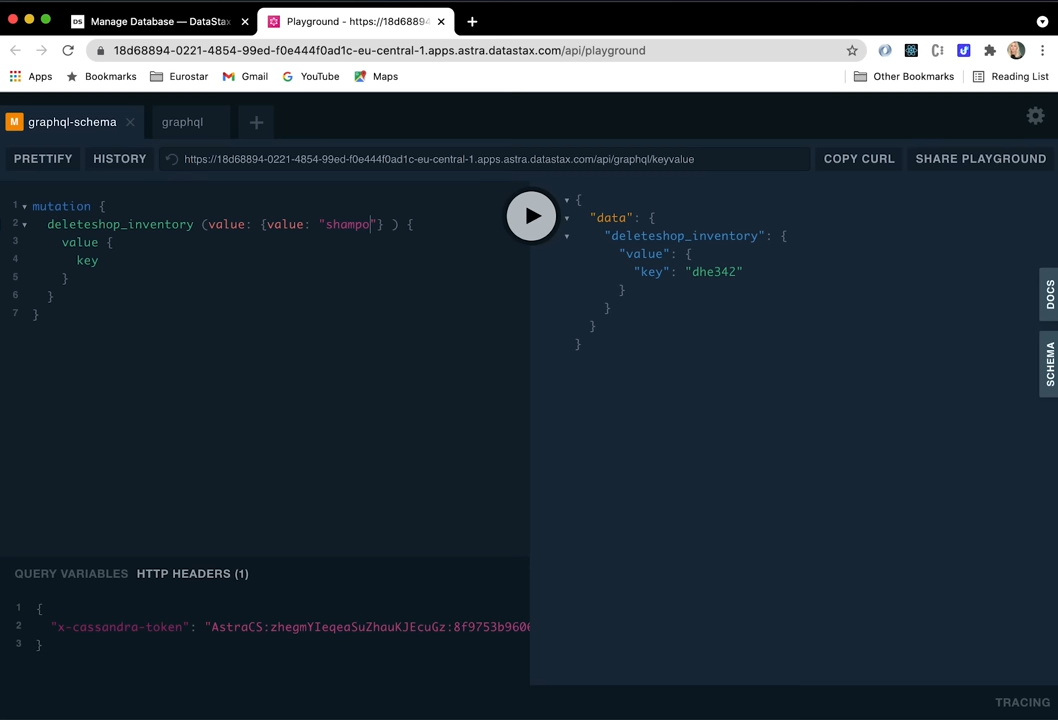 DS Manage Database — DataStax
Playground - https://18d68894
18d68894-0221-4854-99ed-f0e444f0ad1c-eu-central-1.apps.astra.datastax.com/api/playground
Apps Bookmarks Eurostar Gmail YouTube Maps Other Bookmarks Reading List
M graphql-schema graphql
PRETTIFY HISTORY https://18d68894-0221-4854-99ed-f0e444f0ad1c-eu-central-1.apps.astra.datastax.com/api/graphql/keyvalue COPY CURL SHARE PLAYGROUND
1 mutation {
2 deleteshop_inventory (value: {value: "shampo"} ) {
3 value {
4 key
5 }
6 }
7 }
{
"data": {
"deleteshop_inventory": {
"value": {
"key": "dhe342"
}
}
}
}
DOCS
SCHEMA
QUERY VARIABLES HTTP HEADERS (1)
1 {
2 "x-cassandra-token": "AstraCS:zhegmYIeqeaSuZhauKJEcuGz:8f9753b9606
3 }
TRACING